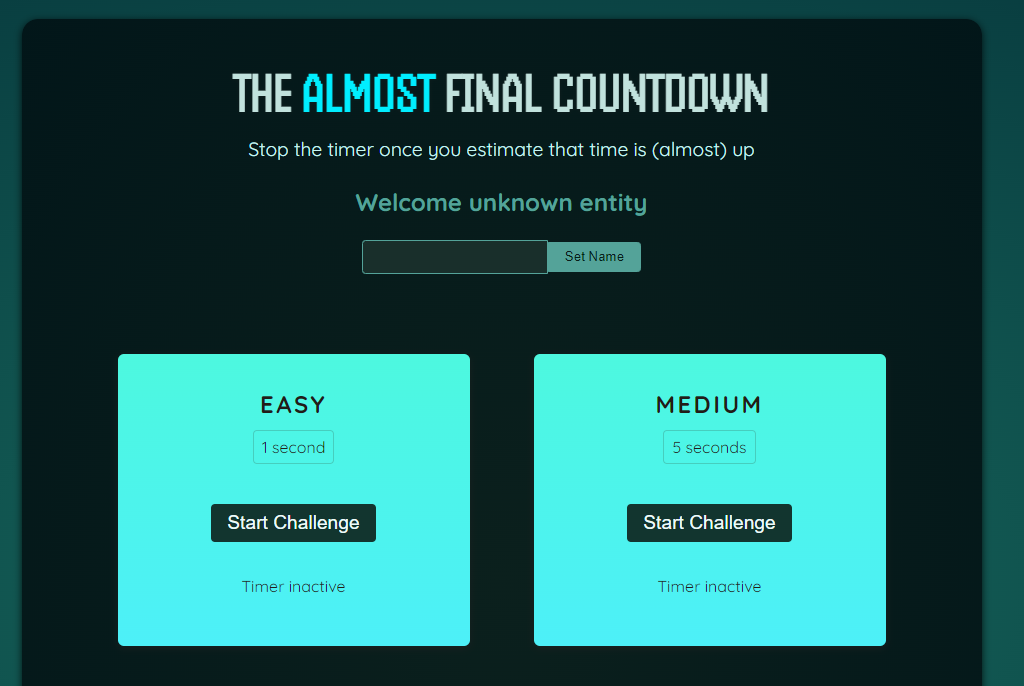 THE ALMOST FINAL COUNTDOWN
Stop the timer once you estimate that time is (almost) up
Welcome unknown entity
Set Name
EASY
1 second
Start Challenge
Timer inactive
MEDIUM
5 seconds
Start Challenge
Timer inactive